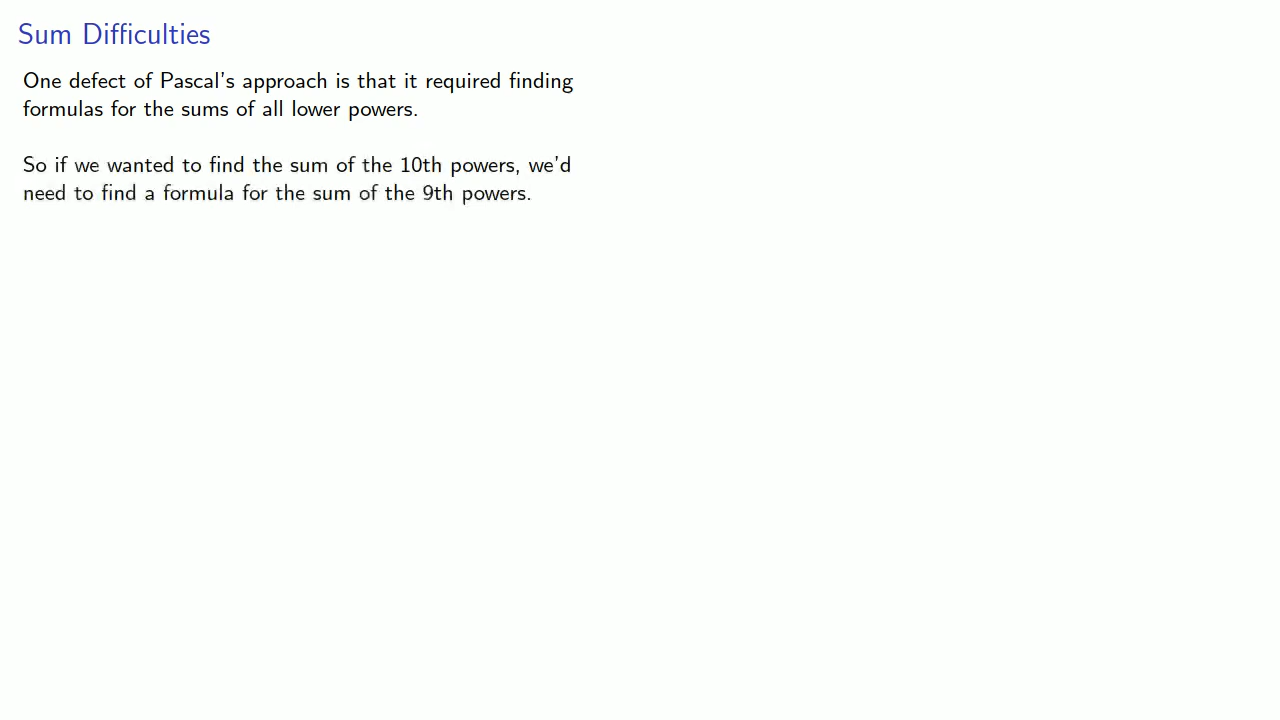 Sum Difficulties
One defect of Pascal's approach is that it required finding
formulas for the sums of all lower powers.
So if we wanted to find the sum of the 10th powers, we'd
need to find a formula for the sum of the 9th powers.